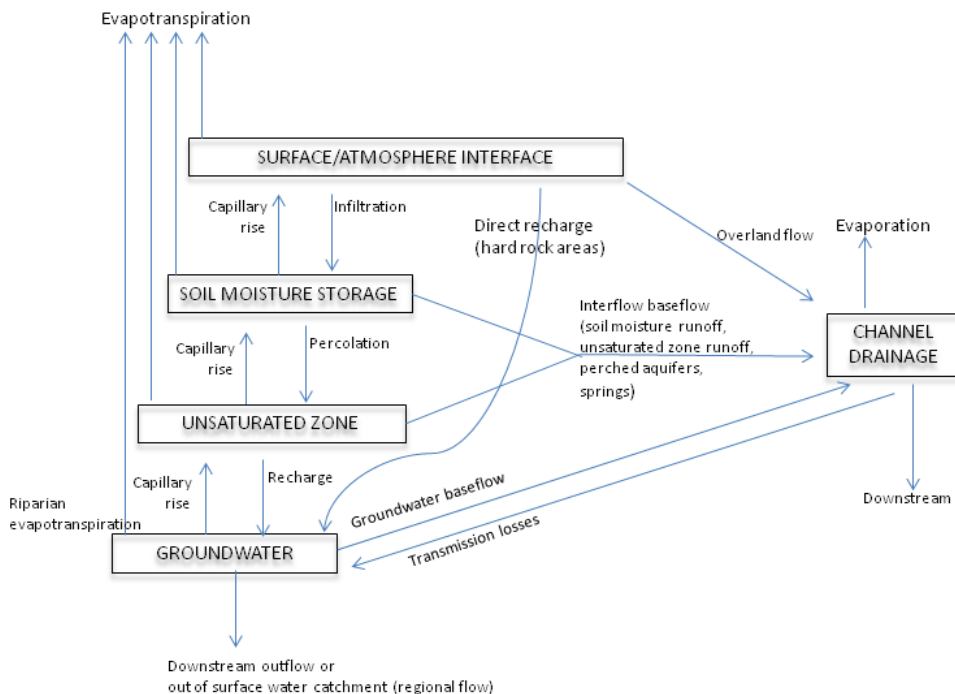 Evapotranspiration
SURFACE/ATMOSPHERE INTERFACE
Capillary
rise
Infiltration
Direct recharge
(hard rock areas)
Overland flow
Evaporation
SOIL MOISTURE STORAGE
Interflow baseflow
(soil moisture runoff,
unsaturated zone runoff,
perched aquifers,
springs)
CHANNEL
DRAINAGE
Capillary
rise
Percolation
UNSATURATED ZONE
Capillary
rise
Recharge
Riparian
evapotranspiration
Groundwater baseflow
Transmission losses
Downstream
GROUNDWATER
Downstream outflow or
out of surface water catchment (regional flow)